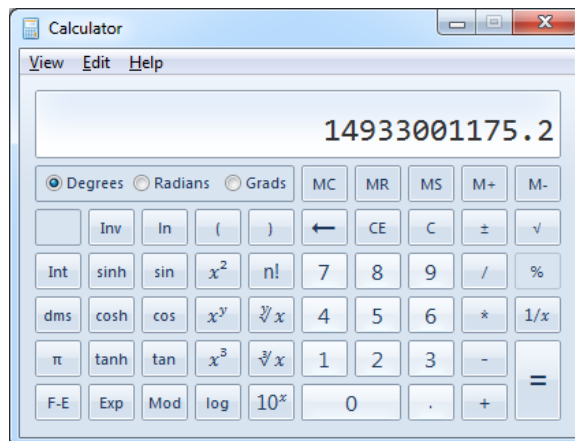 Calculator
View Edit Help
14933001175.2
Degrees Radians Grads MC MR MS M+ M-
Inv ln ( ) ← CE C ± √
Int sinh sin x² n! 7 8 9 / %
dms cosh cos xʸ ʸ√x 4 5 6 * 1/x
π tanh tan x³ ³√x 1 2 3 - =
F-E Exp Mod log 10ˣ 0 . +